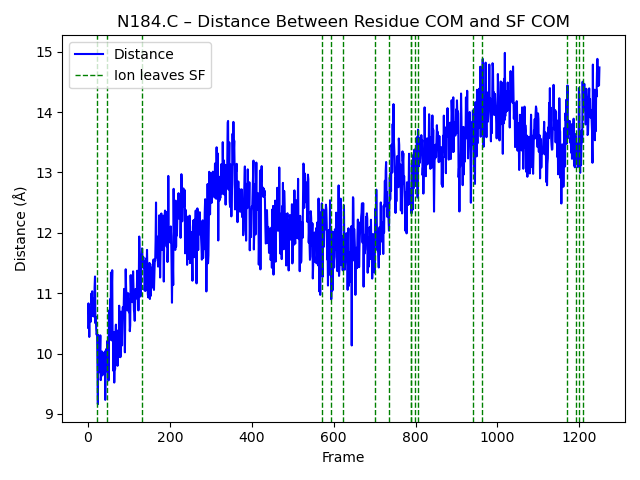 N184.C – Distance Between Residue COM and SF COM
Distance
Ion leaves SF
Distance (Å)
15
14
13
12
11
10
9
0 200 400 600 800 1000 1200
Frame